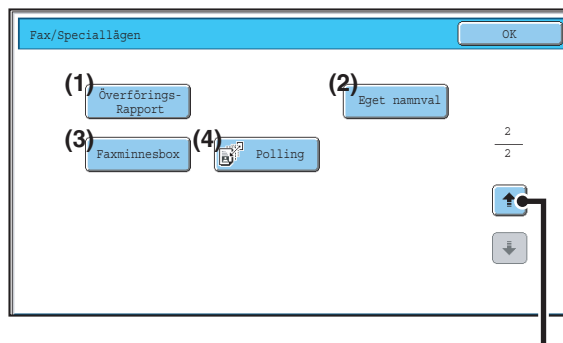 Fax/Speciallägen
OK
(1)
Överförings-
Rapport
(2)
Eget namnval
(3)
Faxminnesbox
(4)
Polling
2
2